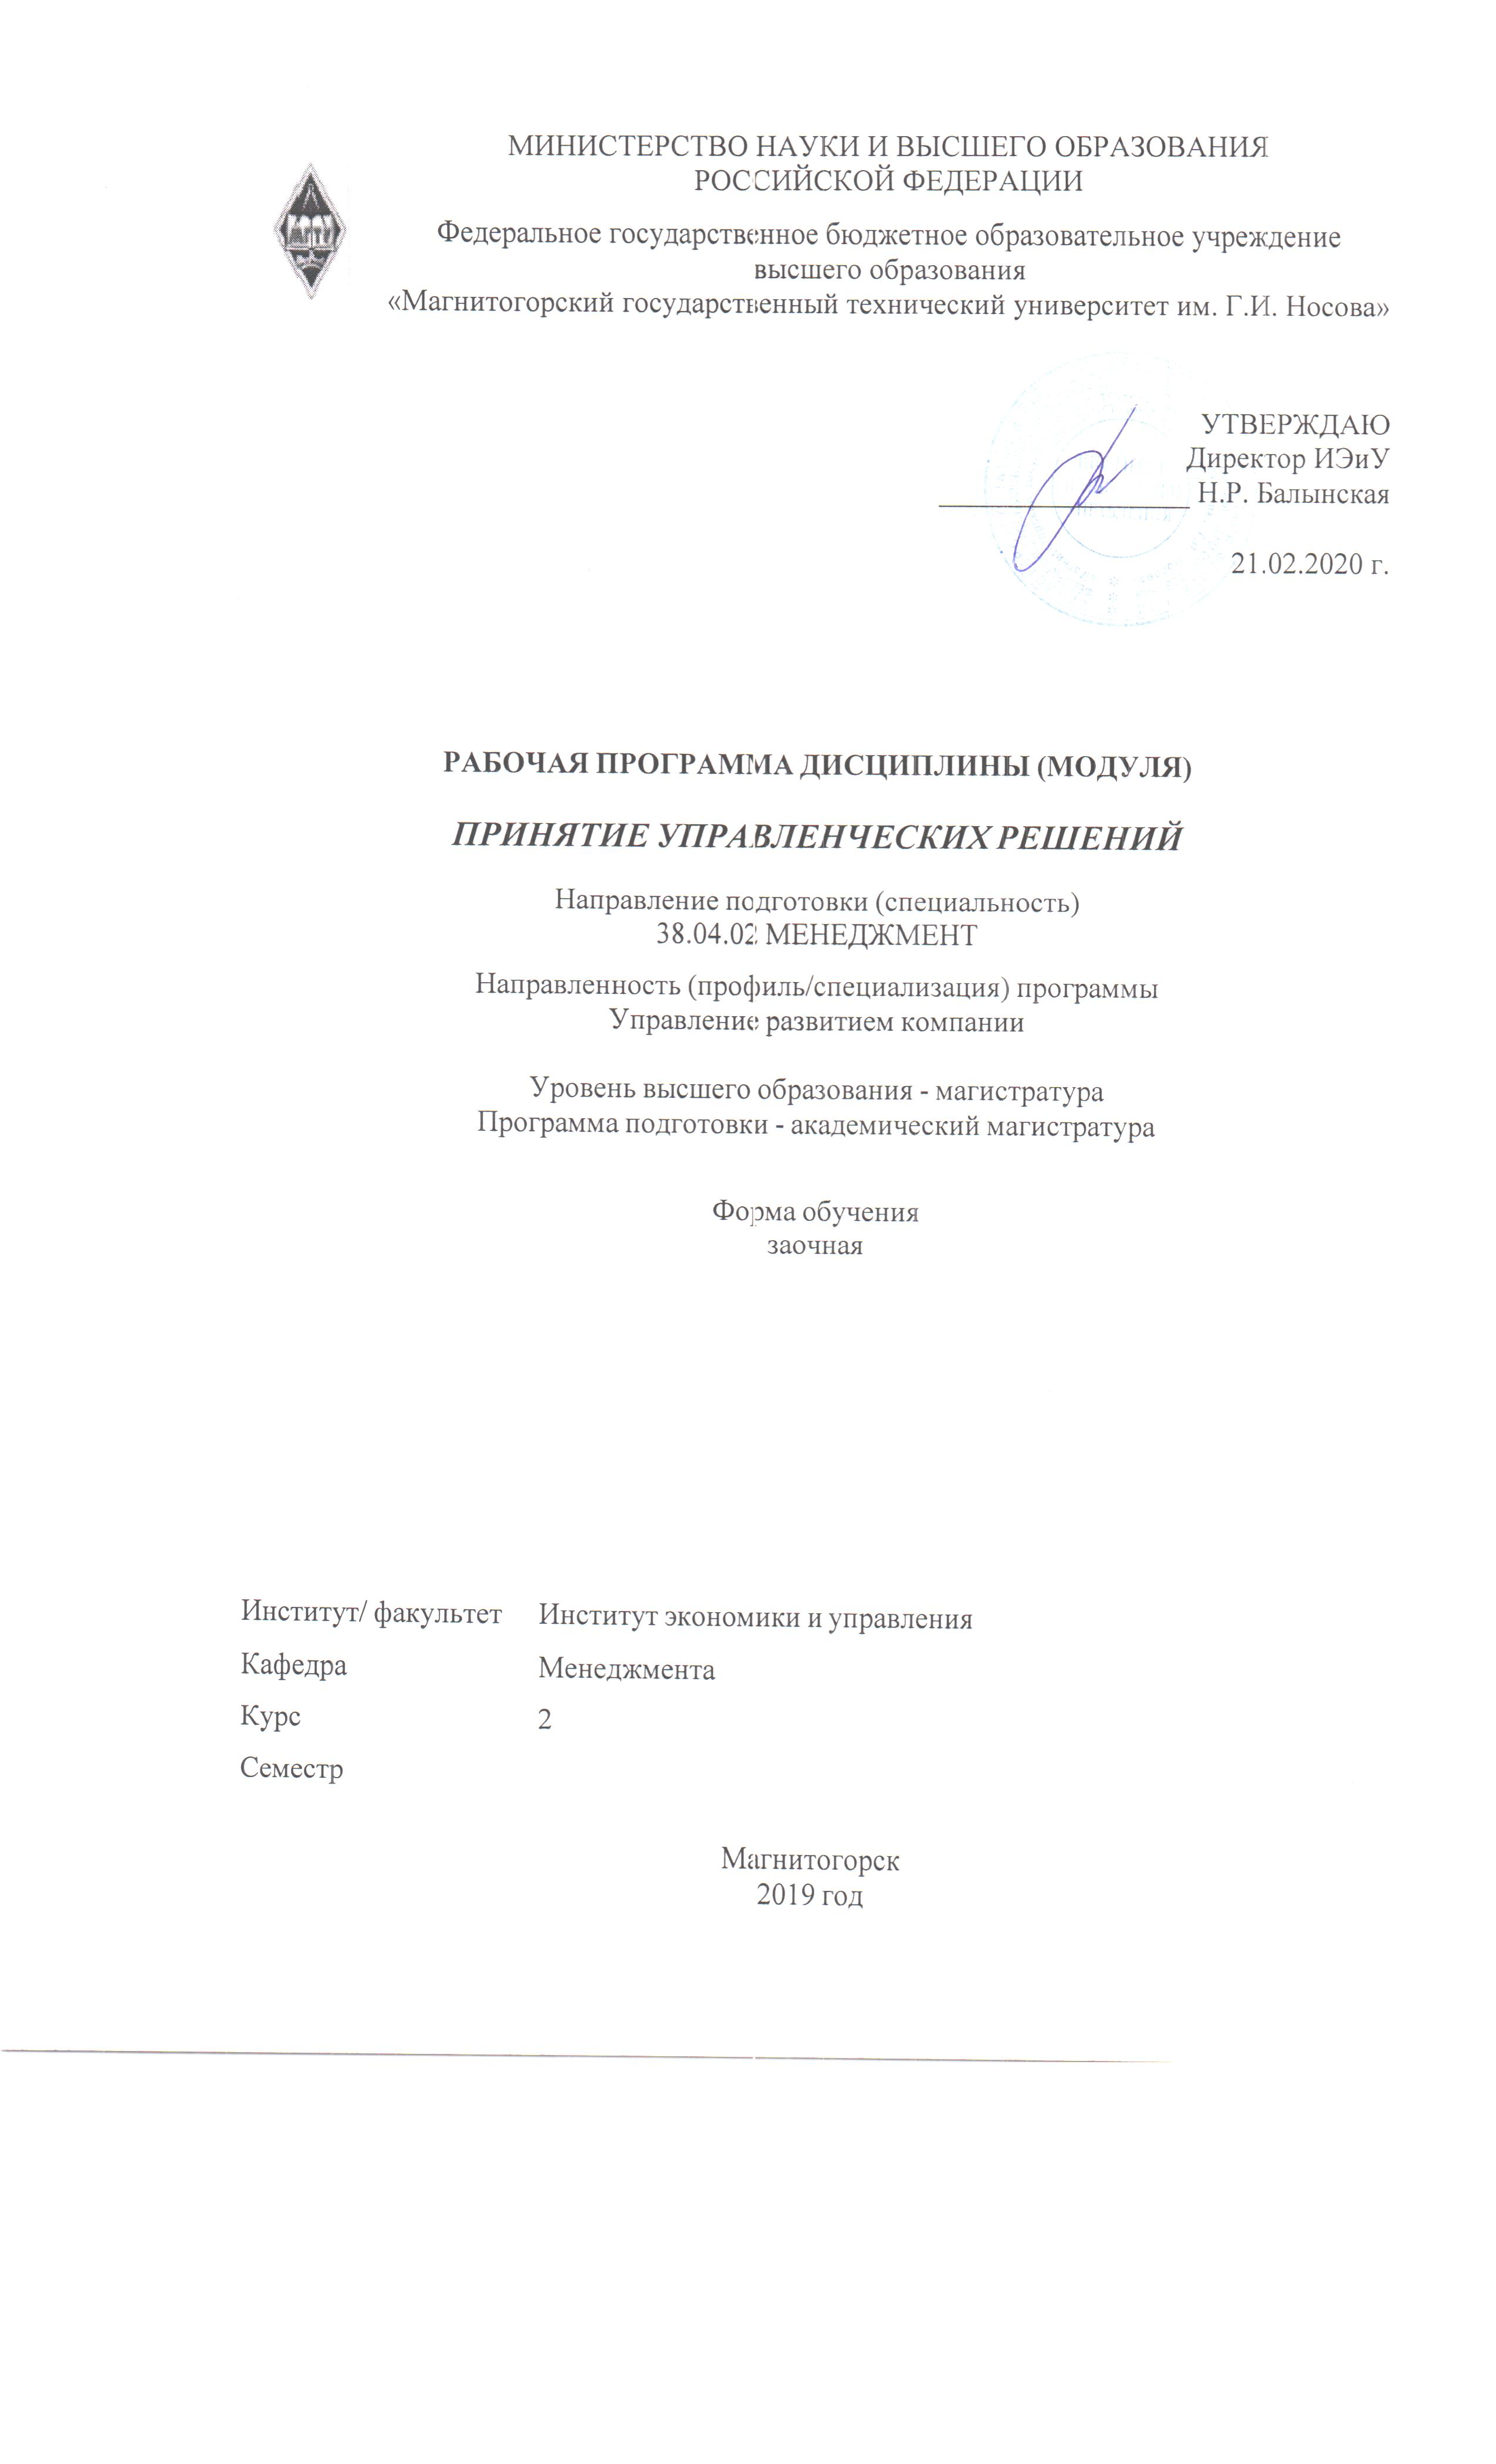 МИНИСТЕРСТВО НАУКИ И ВЫСШЕГО ОБРАЗОВАНИЯ
РОССИЙСКОЙ ФЕДЕРАЦИИ
Федеральное государственное бюджетное образовательное учреждение
высшего образования
«Магнитогорский государственный технический университет им. Г.И. Носова»
УТВЕРЖДАЮ
Директор ИЭиУ
Н.Р. Балынская
21.02.2020 г.
РАБОЧАЯ ПРОГРАММА ДИСЦИПЛИНЫ (МОДУЛЯ)
ПРИНЯТИЕ УПРАВЛЕНЧЕСКИХ РЕШЕНИЙ
Направление подготовки (специальность)
38.04.02 МЕНЕДЖМЕНТ
Направленность (профиль/специализация) программы
Управление развитием компании
Уровень высшего образования - магистратура
Программа подготовки - академический магистратура
Форма обучения
заочная
Институт/ факультет Институт экономики и управления
Кафедра Менеджмента
Курс 2
Семестр
Магнитогорск
2019 год